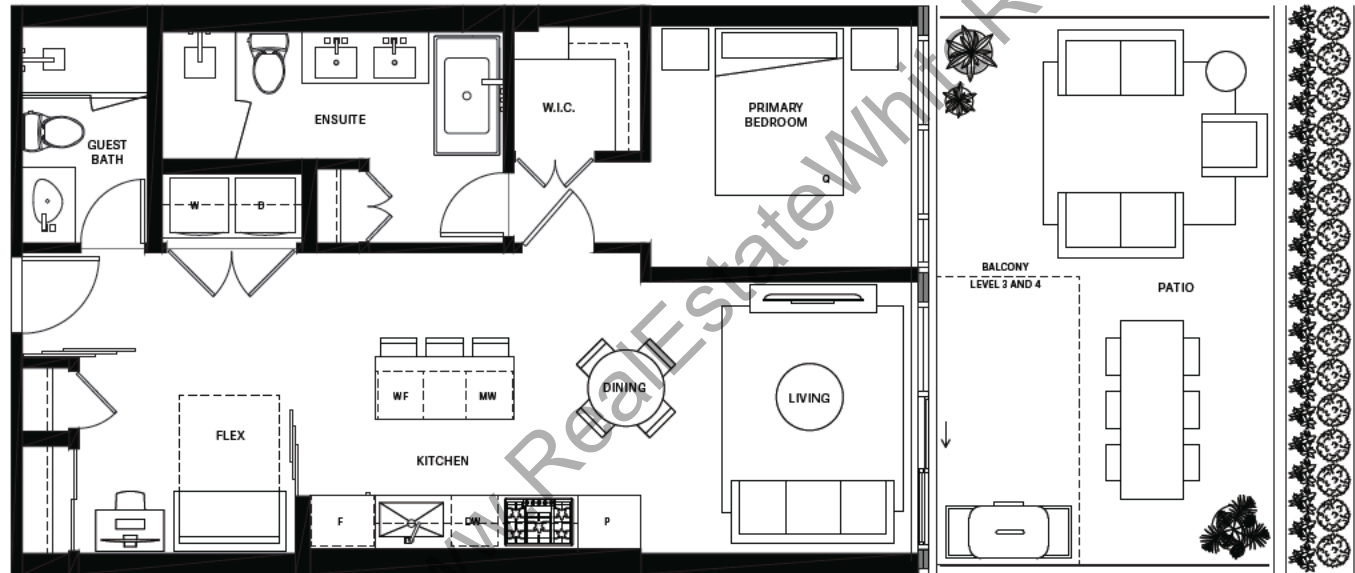 GUEST
BATH
ENSUITE
W.I.C.
PRIMARY
BEDROOM
Q
W
D
BALCONY
LEVEL 3 AND 4
PATIO
WF
MW
DINING
LIVING
FLEX
KITCHEN
F
DW
P
www.RealEstateWhiteR